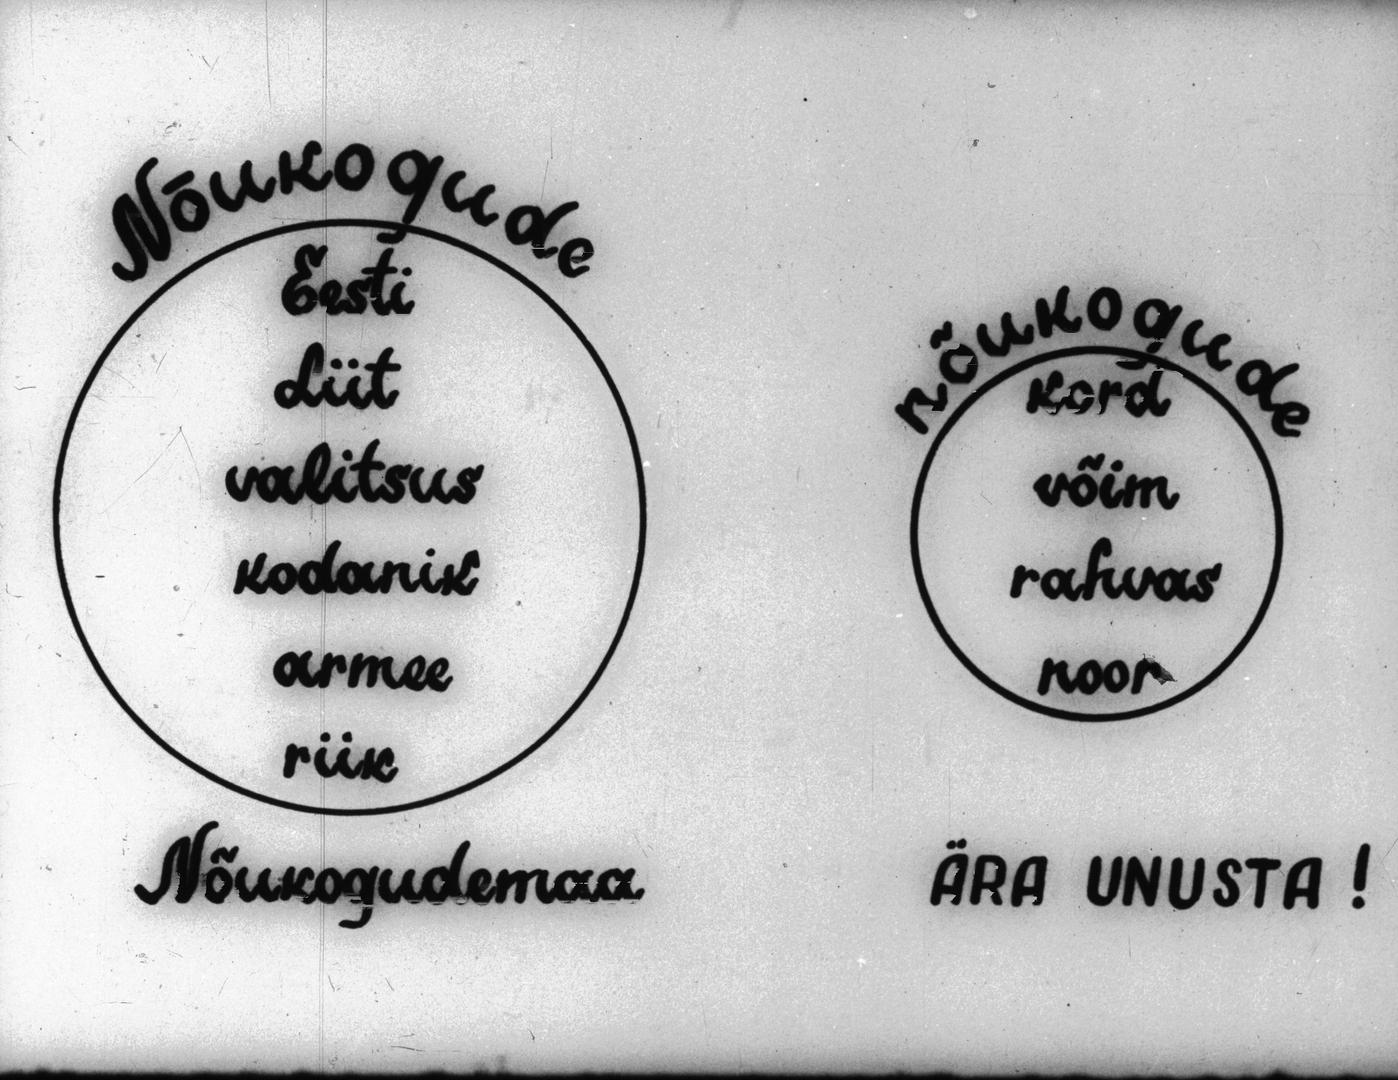 Nõukogude
Eesti
Liit
valitsus
kodanik
armee
riik
Nõukogudemaa
nõukogude
kord
võim
rahvas
noor
ÄRA UNUSTA !